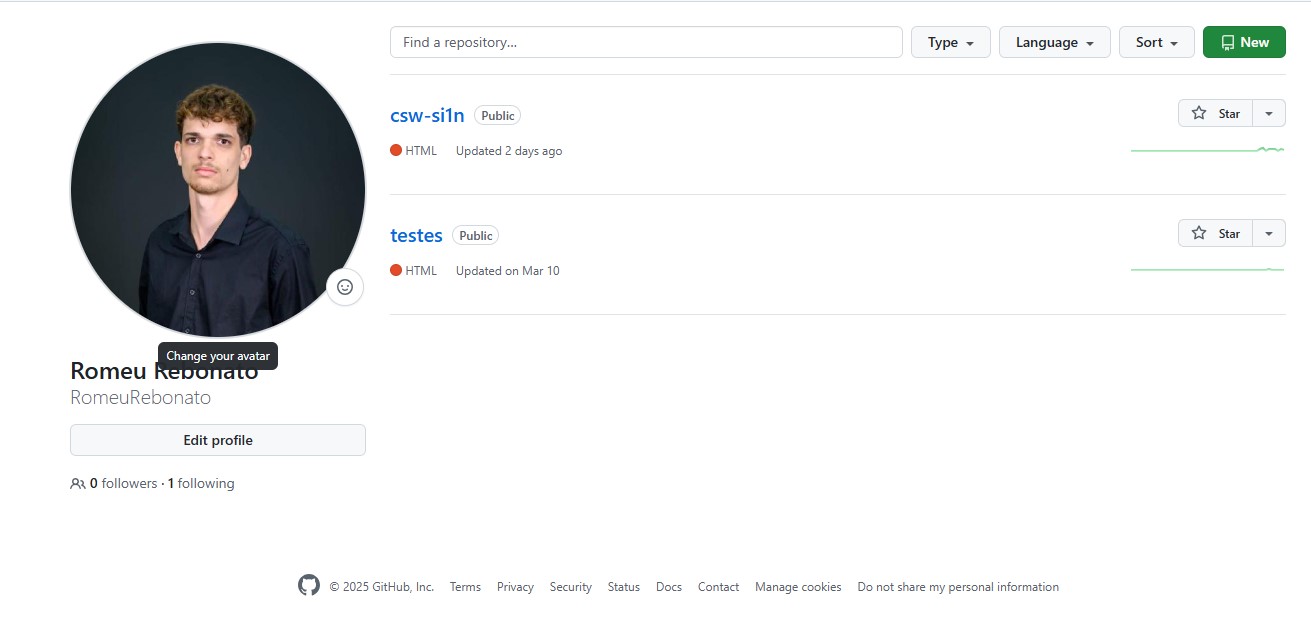 Find a repository...
Type
Language
Sort
New
csw-si1n Public
Star
HTML Updated 2 days ago
testes Public
Star
HTML Updated on Mar 10
Change your avatar
Romeu Rebonato
RomeuRebonato
Edit profile
0 followers · 1 following
© 2025 GitHub, Inc. Terms Privacy Security Status Docs Contact Manage cookies Do not share my personal information